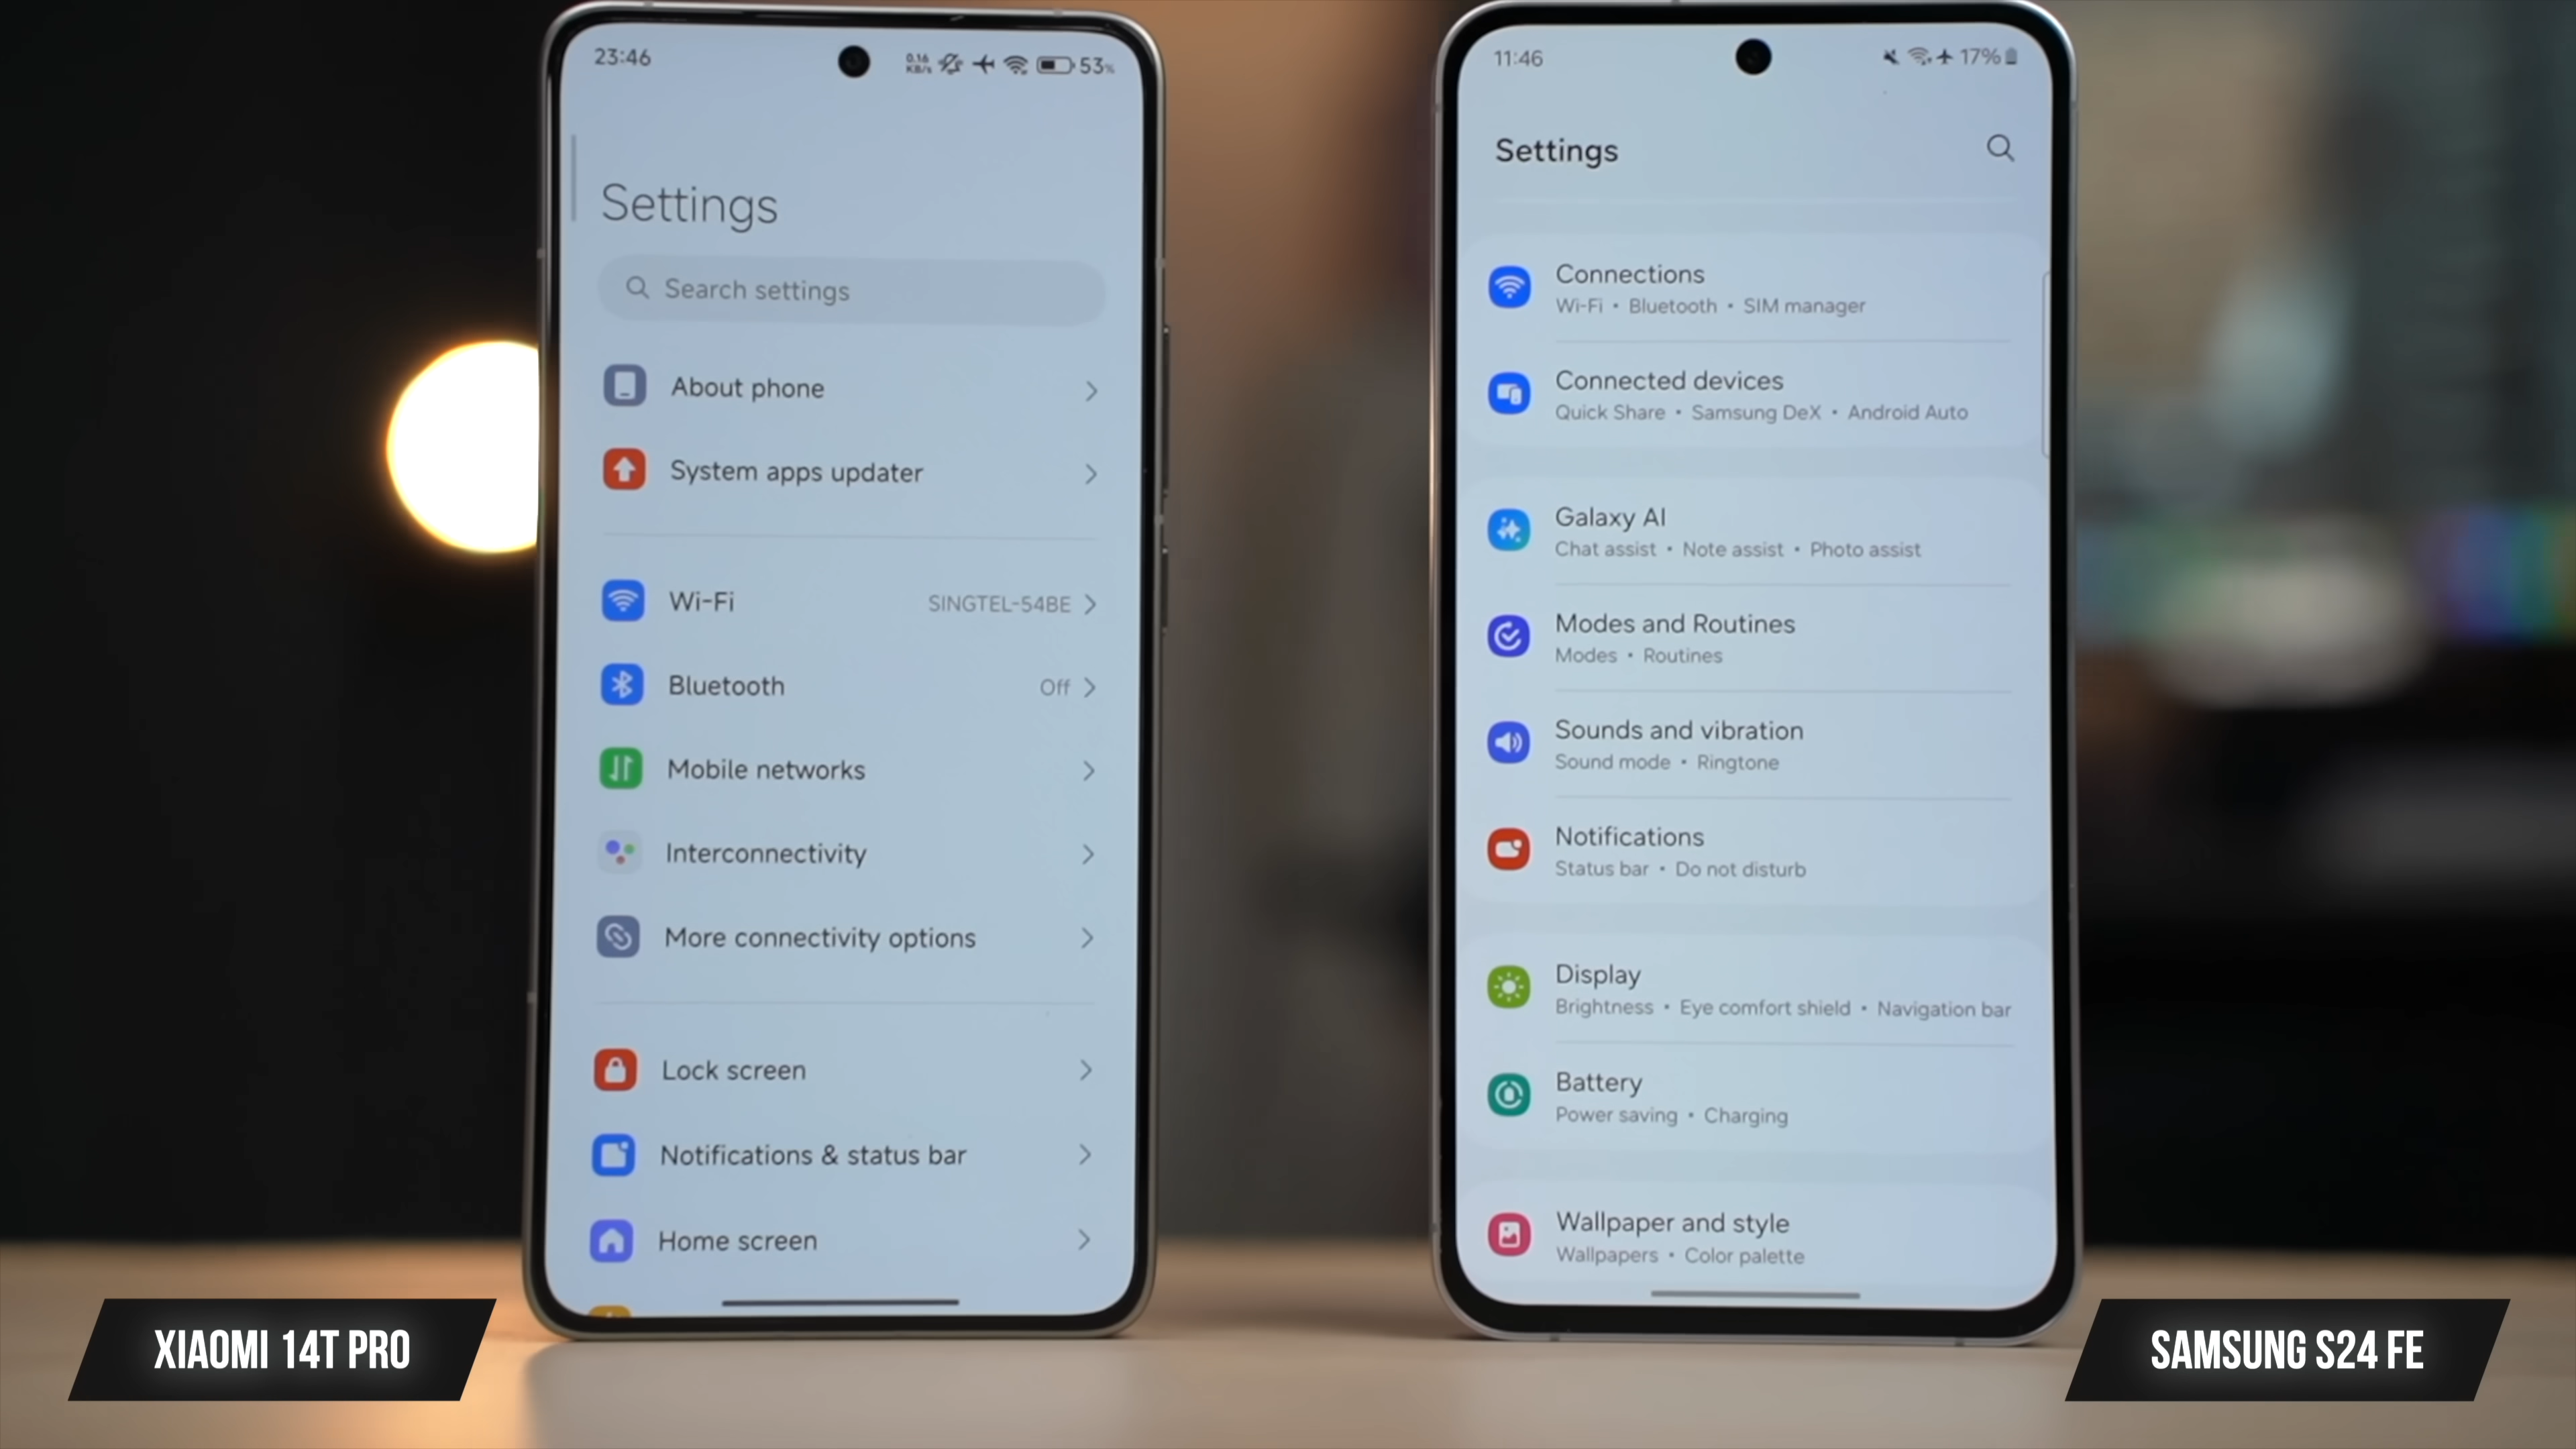 23:46
0.16
KB/s
53%
Settings
Search settings
About phone
System apps updater
Wi-Fi
SINGTEL-54BE
Bluetooth
Off
Mobile networks
Interconnectivity
More connectivity options
Lock screen
Notifications & status bar
Home screen
XIAOMI 14T PRO
11:46
17%
Settings
Connections
Wi-Fi • Bluetooth • SIM manager
Connected devices
Quick Share • Samsung DeX • Android Auto
Galaxy AI
Chat assist • Note assist • Photo assist
Modes and Routines
Modes • Routines
Sounds and vibration
Sound mode • Ringtone
Notifications
Status bar • Do not disturb
Display
Brightness • Eye comfort shield • Navigation bar
Battery
Power saving • Charging
Wallpaper and style
Wallpapers • Color palette
SAMSUNG S24 FE